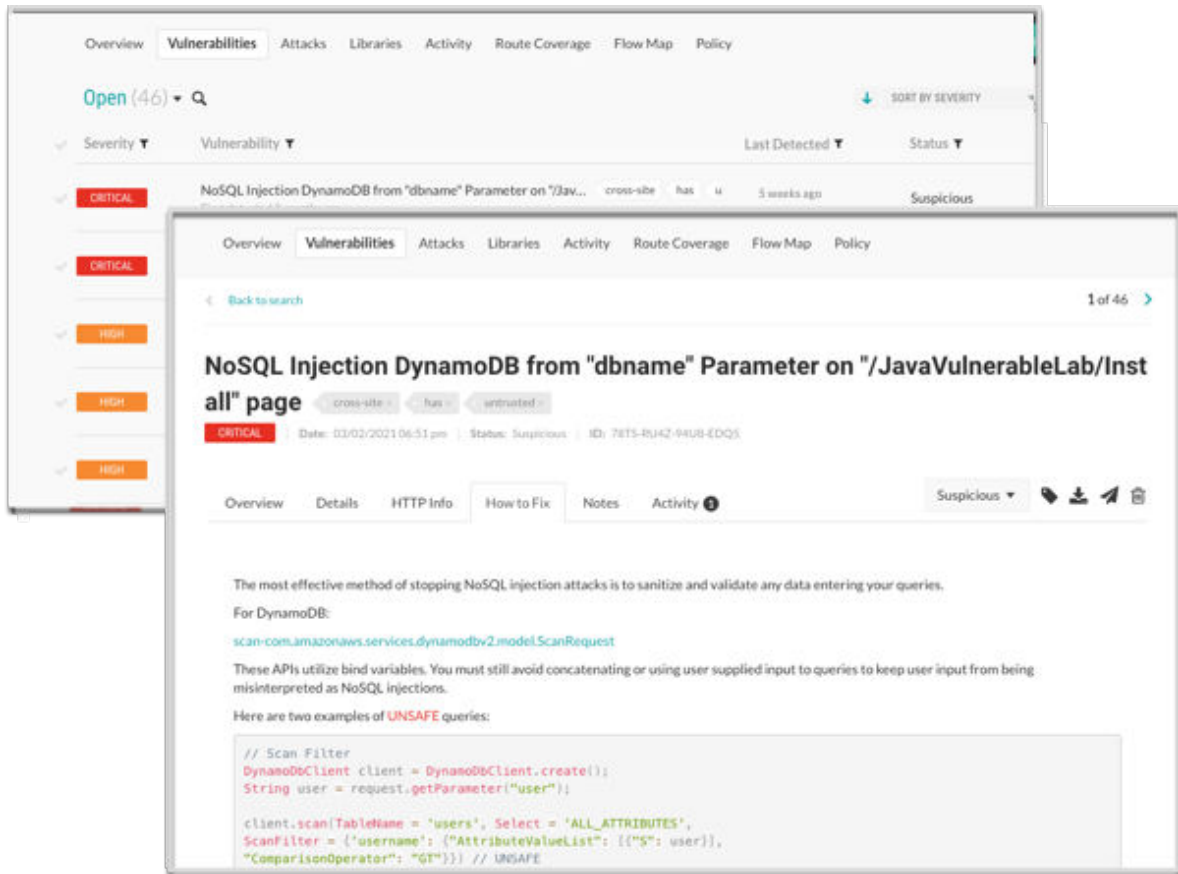 Overview Vulnerabilities Attacks Libraries Activity Route Coverage Flow Map Policy
Open (46)
SORT BY SEVERITY
Severity Vulnerability Last Detected Status
CRITICAL NoSQL Injection DynamoDB from "dbname" Parameter on "/Jav... cross-site has u 5 weeks ago Suspicious
CRITICAL
HIGH
HIGH
HIGH
Overview Vulnerabilities Attacks Libraries Activity Route Coverage Flow Map Policy
Back to search 1 of 46
NoSQL Injection DynamoDB from "dbname" Parameter on "/JavaVulnerableLab/Inst
all" page cross-site has untrusted
CRITICAL Date: 03/02/2021 06:51 pm Status: Suspicious ID: 78TS-RU4Z-94U8-EDQS
Overview Details HTTP Info How to Fix Notes Activity 1 Suspicious
The most effective method of stopping NoSQL injection attacks is to sanitize and validate any data entering your queries.
For DynamoDB:
scan-com.amazonaws.services.dynamodbv2.model.ScanRequest
These APIs utilize bind variables. You must still avoid concatenating or using user supplied input to queries to keep user input from being
misinterpreted as NoSQL injections.
Here are two examples of UNSAFE queries:
// Scan Filter
DynamoDbClient client = DynamoDbClient.create();
String user = request.getParameter("user");
client.scan(TableName = 'users', Select = 'ALL_ATTRIBUTES',
ScanFilter = {'username': {"AttributeValueList": [{"S": user}],
"ComparisonOperator": "GT"}}) // UNSAFE